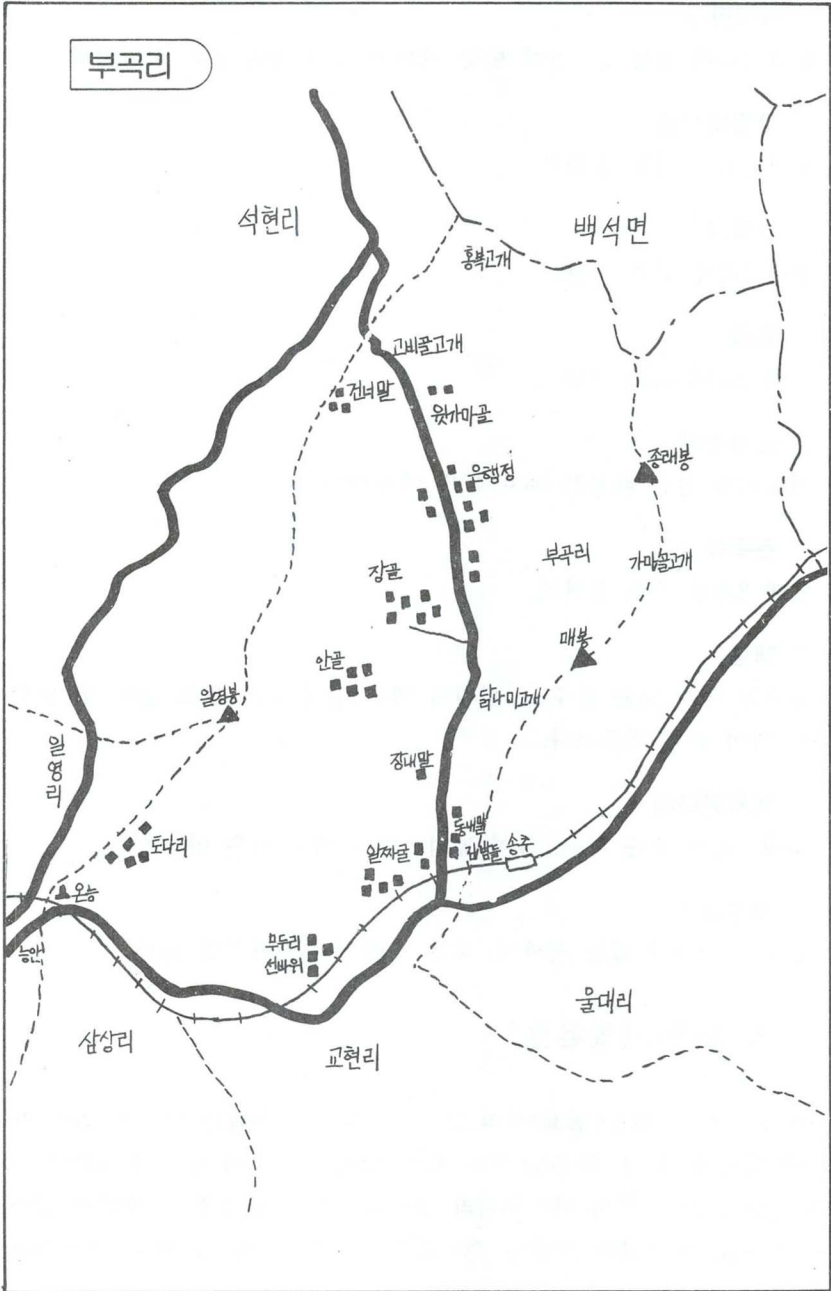 부곡리
석현리
백석면
홍복고개
고비골고개
건너말
윗가마골
은행정
종래봉
부곡리
가마골고개
장골
매봉
안골
일영봉
닭나미고개
일영리
장내말
동내말
토다리
알짜굴
송추
온능
능안
무두리
선바위
울대리
삼상리
교현리